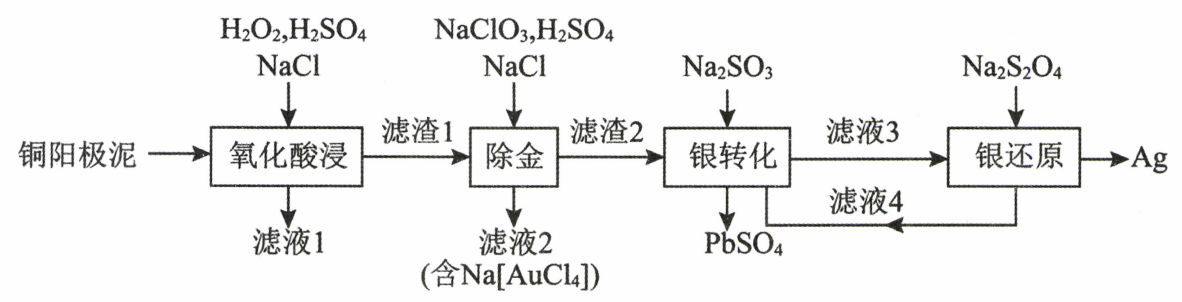 H₂O₂,H₂SO₄
NaCl
NaClO₃,H₂SO₄
NaCl
Na₂SO₃
Na₂S₂O₄
铜阳极泥
氧化酸浸
滤渣1
除金
滤渣2
银转化
滤液3
银还原
Ag
滤液4
滤液1
滤液2
(含Na[AuCl₄])
PbSO₄